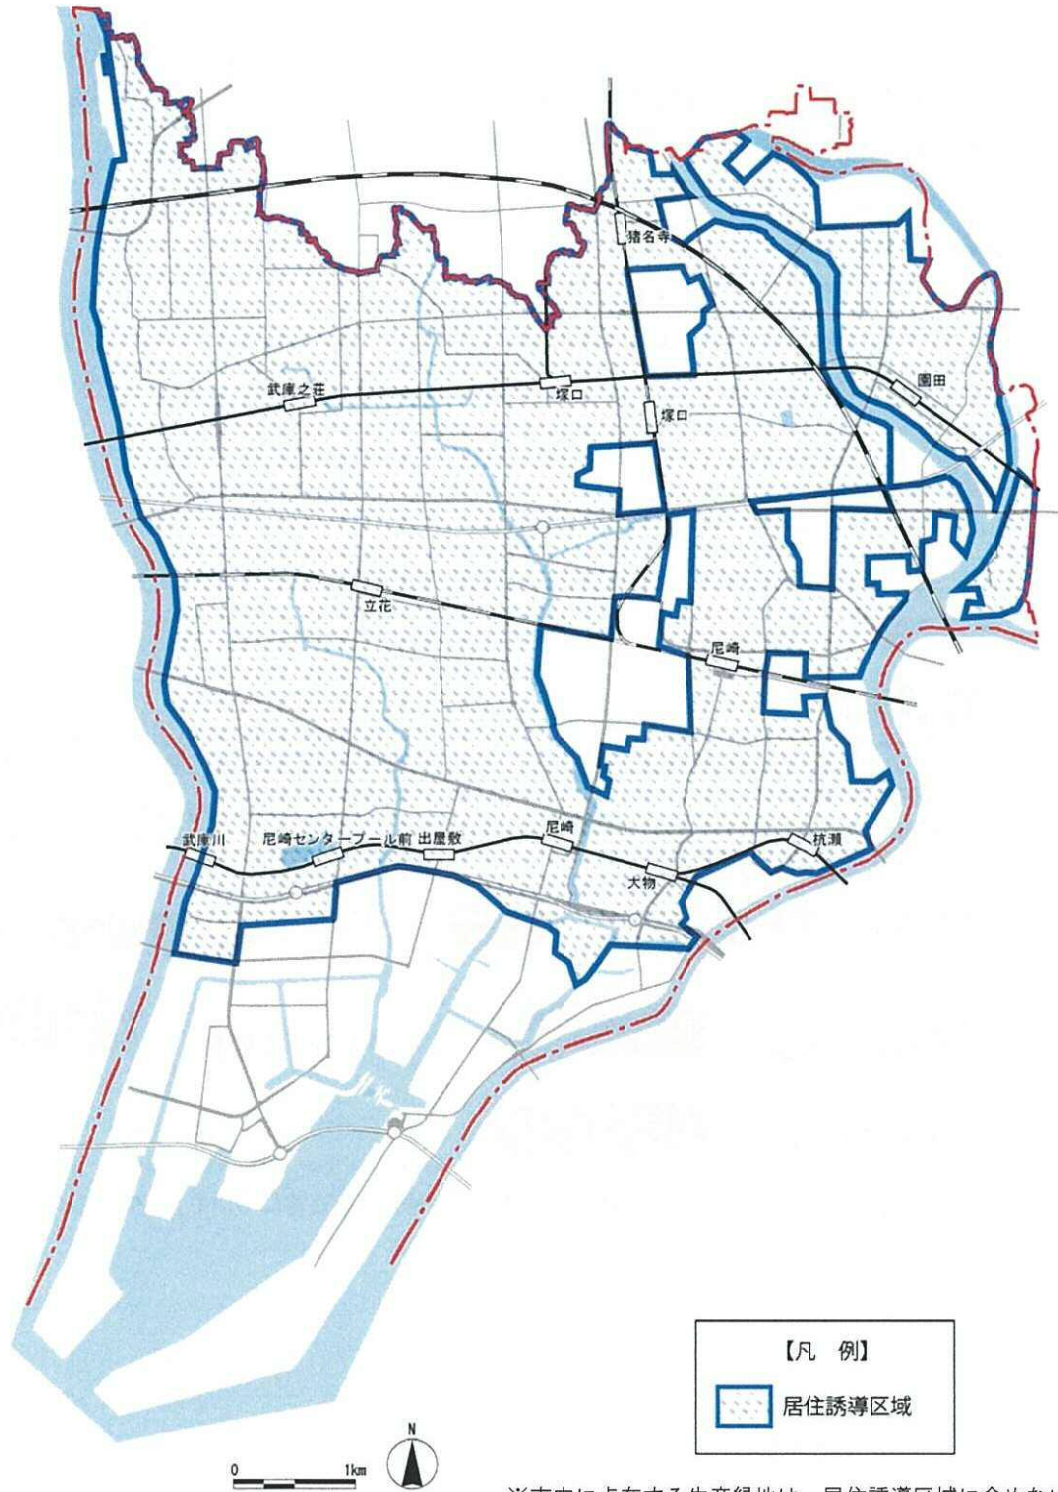 猪名寺
武庫之荘
塚口
園田
塚口
立花
尼崎
武庫川
尼崎センタープール前
出屋敷
尼崎
大物
杭瀬
【凡 例】
居住誘導区域
N
0 1km